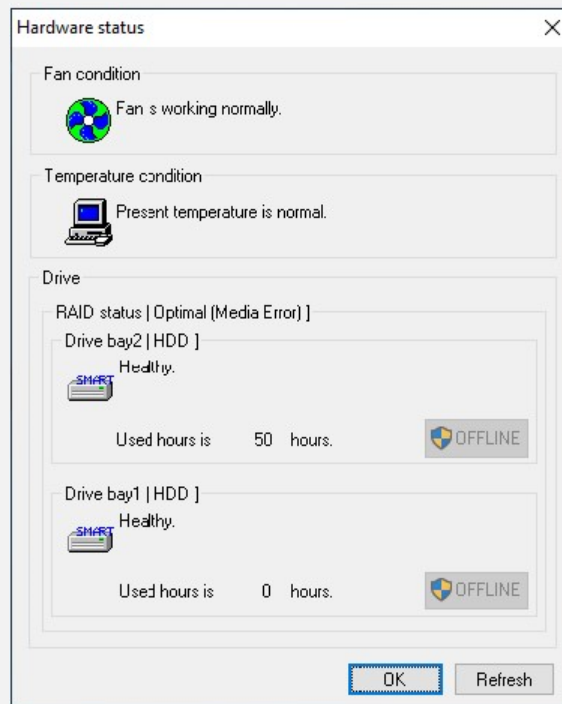 Hardware status
Fan condition
Fan s working normally.
Temperature condition
Present temperature is normal.
Drive
RAID status [ Optimal (Media Error) ]
Drive bay2 [ HDD ]
Healthy.
SMART
Used hours is 50 hours.
OFFLINE
Drive bay1 [ HDD ]
Healthy.
SMART
Used hours is 0 hours.
OFFLINE
OK
Refresh